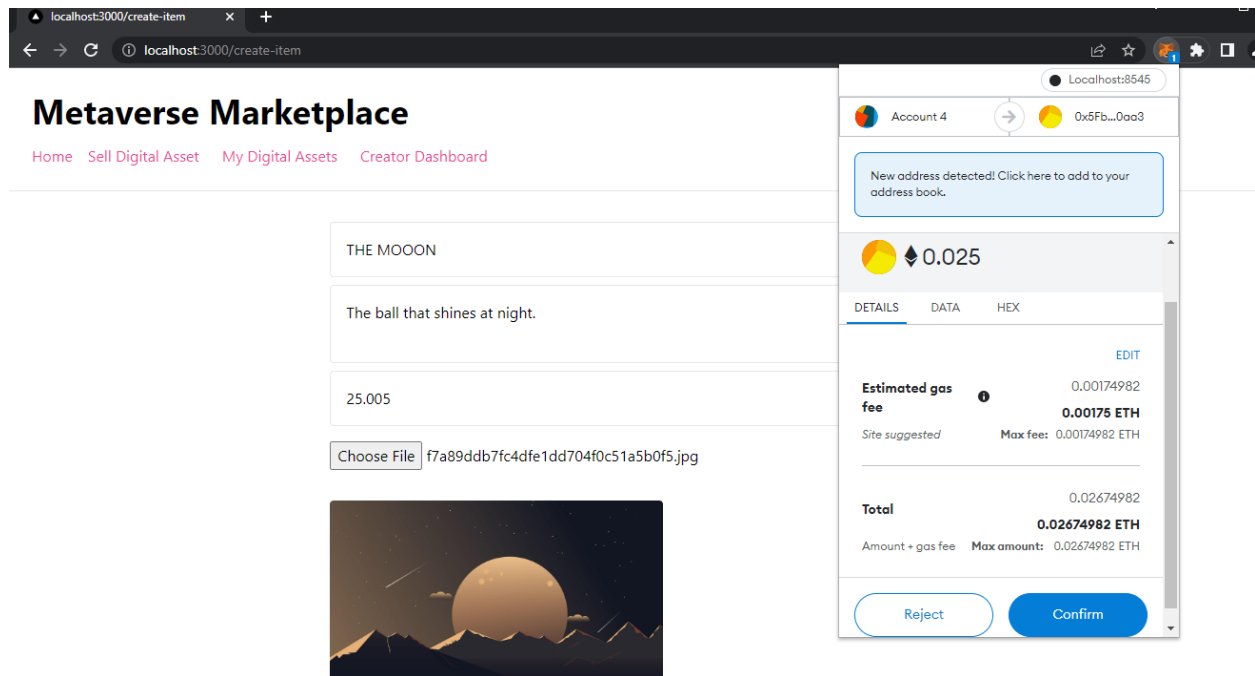 localhost:3000/create-item
localhost:3000/create-item
1
Metaverse Marketplace
Home Sell Digital Asset My Digital Assets Creator Dashboard
THE MOOON
The ball that shines at night.
25.005
Choose File f7a89ddb7fc4dfe1dd704f0c51a5b0f5.jpg
Localhost:8545
Account 4 0x5Fb...0aa3
New address detected! Click here to add to your
address book.
0.025
DETAILS DATA HEX
EDIT
Estimated gas 0.00174982
fee 0.00175 ETH
Site suggested Max fee: 0.00174982 ETH
0.02674982
Total
0.02674982 ETH
Amount + gas fee Max amount: 0.02674982 ETH
Reject Confirm